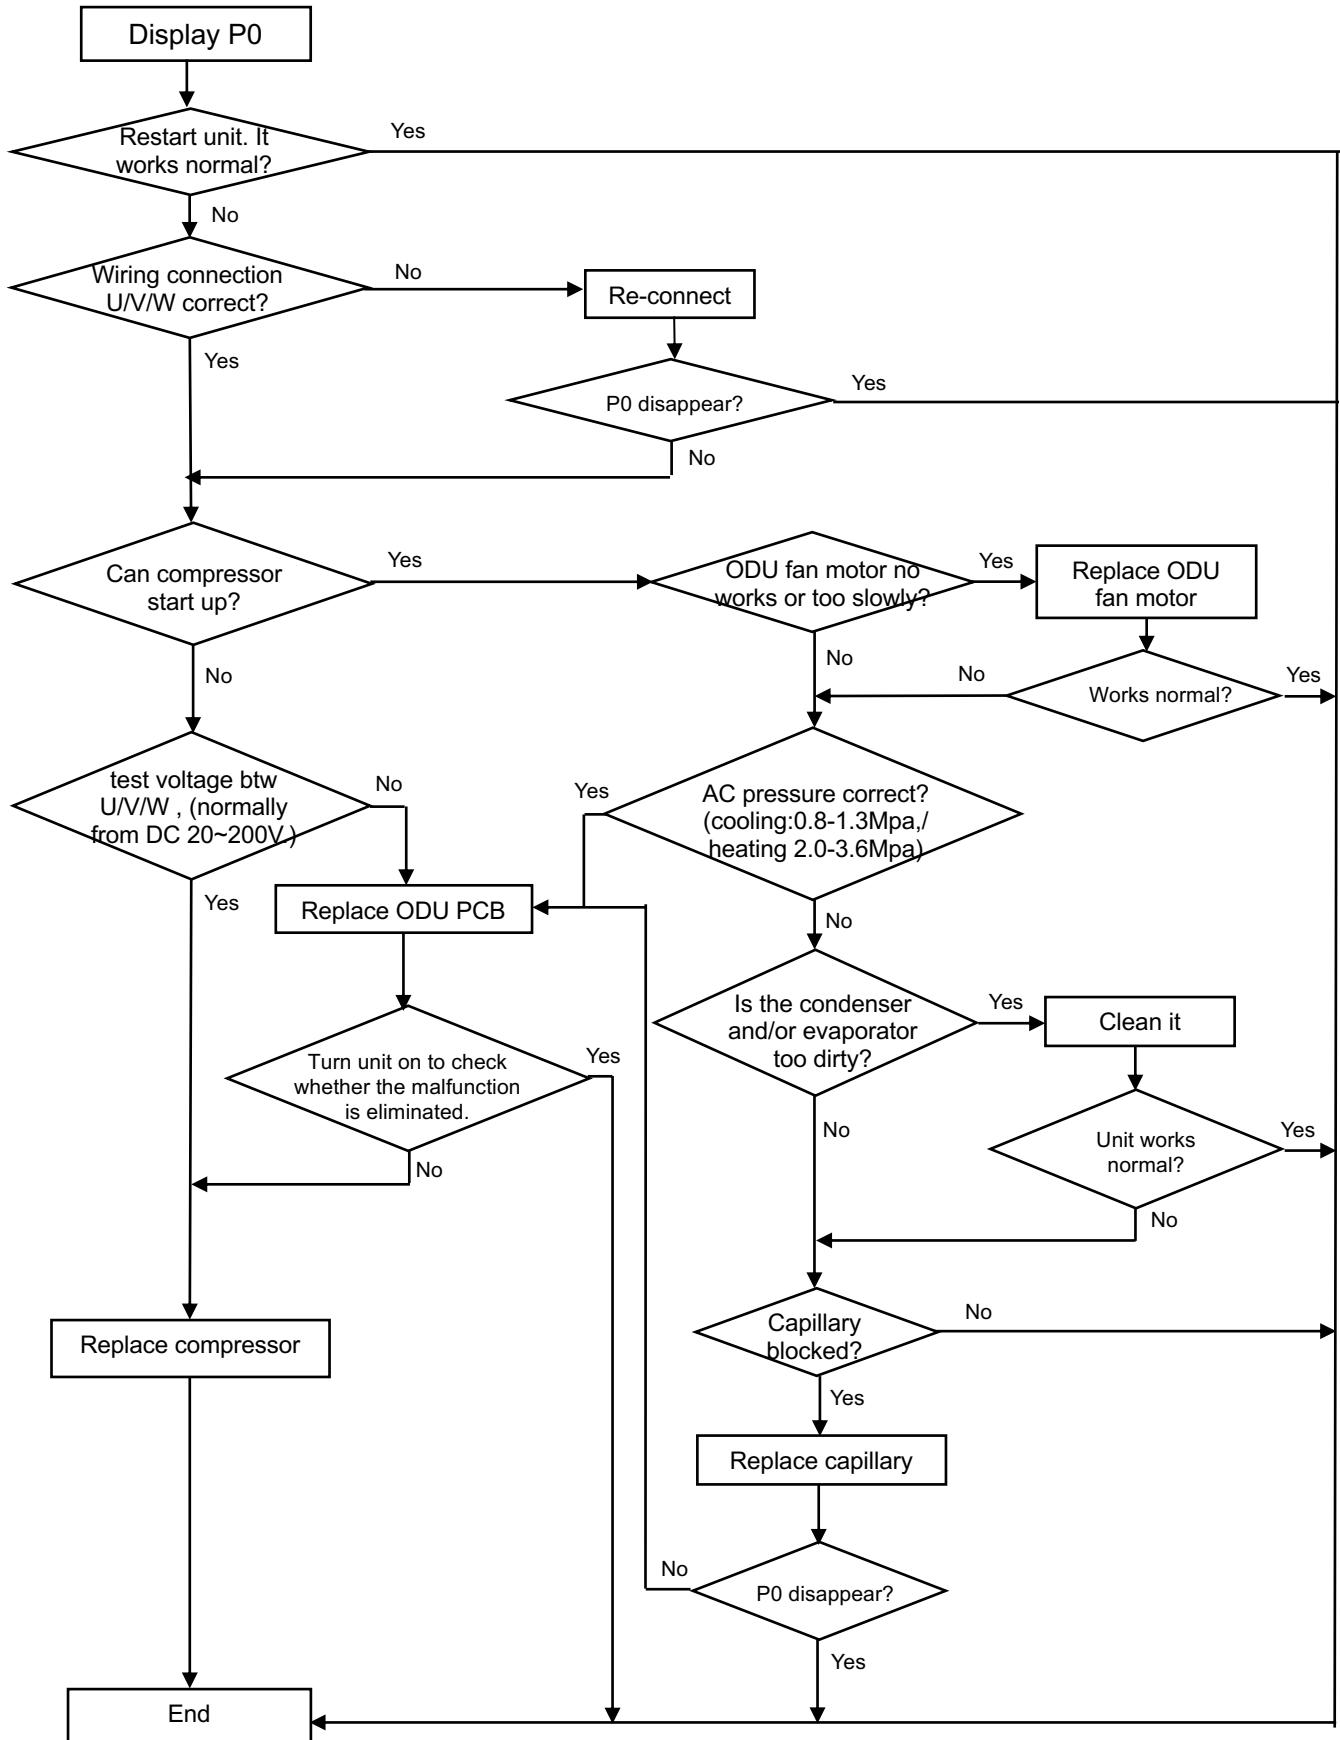 Display P0
Restart unit. It
works normal?
Yes
No
Wiring connection
U/V/W correct?
No
Re-connect
Yes
P0 disappear?
Yes
No
Can compressor
start up?
Yes
ODU fan motor no
works or too slowly?
Yes
Replace ODU
fan motor
No
No
No
Works normal?
Yes
test voltage btw
U/V/W , (normally
from DC 20~200V.)
No
Yes
AC pressure correct?
(cooling:0.8-1.3Mpa,/
heating 2.0-3.6Mpa)
Yes
Replace ODU PCB
No
Is the condenser
and/or evaporator
too dirty?
Yes
Clean it
Turn unit on to check
whether the malfunction
is eliminated.
Yes
No
No
Unit works
normal?
Yes
No
Capillary
blocked?
No
Replace compressor
Yes
Replace capillary
No
P0 disappear?
Yes
End